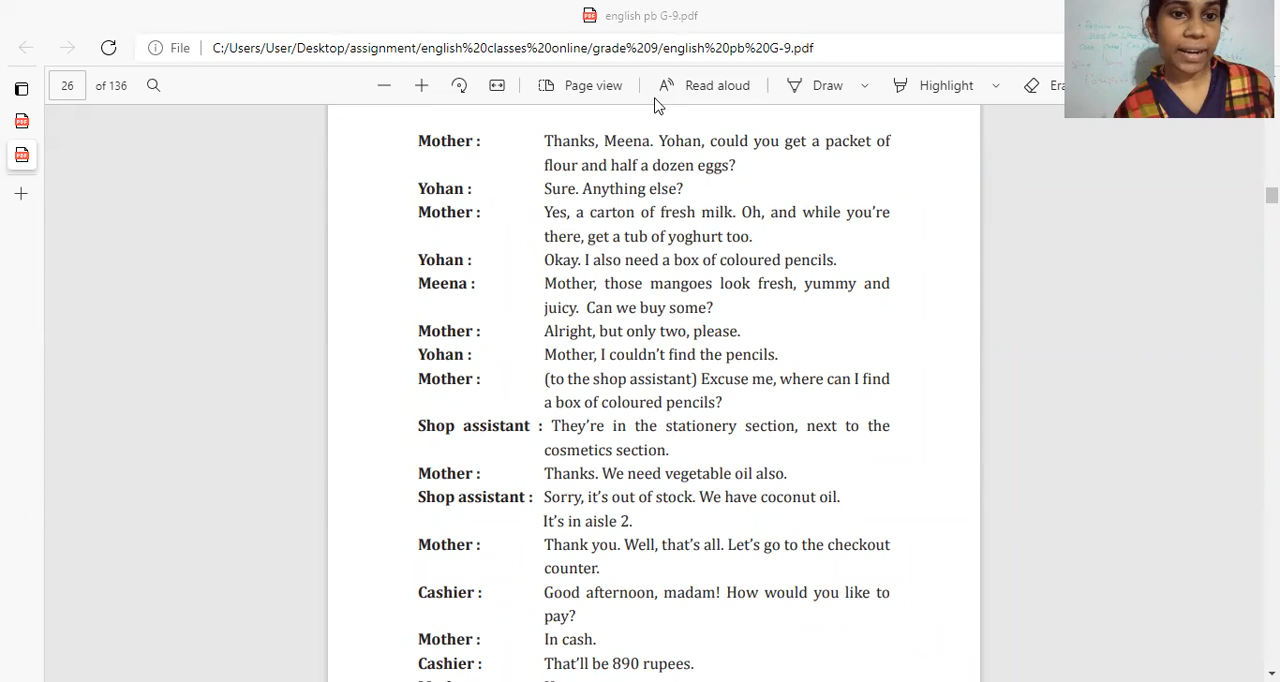 english pb G-9.pdf
File
C:/Users/User/Desktop/assignment/english%20classes%20online/grade%209/english%20pb%20G-9.pdf
26 of 136
Page view
Read aloud
Draw
Highlight
Era
Mother : Thanks, Meena. Yohan, could you get a packet of
flour and half a dozen eggs?
Yohan : Sure. Anything else?
Mother : Yes, a carton of fresh milk. Oh, and while you’re
there, get a tub of yoghurt too.
Yohan : Okay. I also need a box of coloured pencils.
Meena : Mother, those mangoes look fresh, yummy and
juicy. Can we buy some?
Mother : Alright, but only two, please.
Yohan : Mother, I couldn’t find the pencils.
Mother : (to the shop assistant) Excuse me, where can I find
a box of coloured pencils?
Shop assistant : They’re in the stationery section, next to the
cosmetics section.
Mother : Thanks. We need vegetable oil also.
Shop assistant : Sorry, it’s out of stock. We have coconut oil.
It’s in aisle 2.
Mother : Thank you. Well, that’s all. Let’s go to the checkout
counter.
Cashier : Good afternoon, madam! How would you like to
pay?
Mother : In cash.
Cashier : That’ll be 890 rupees.